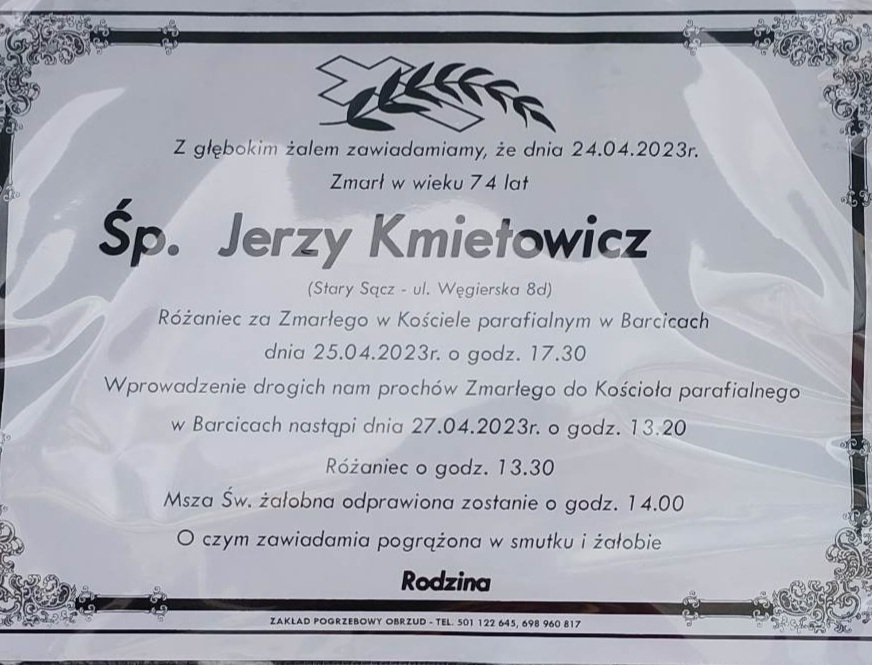 Z głębokim żalem zawiadamiamy, że dnia 24.04.2023r.
Zmarł w wieku 74 lat
Śp. Jerzy Kmietowicz
(Stary Sącz - ul. Węgierska 8d)
Różaniec za Zmarłego w Kościele parafialnym w Barcicach
dnia 25.04.2023r. o godz. 17.30
Wprowadzenie drogich nam prochów Zmarłego do Kościoła parafialnego
w Barcicach nastąpi dnia 27.04.2023r. o godz. 13.20
Różaniec o godz. 13.30
Msza Św. żałobna odprawiona zostanie o godz. 14.00
O czym zawiadamia pogrążona w smutku i żałobie
Rodzina
ZAKŁAD POGRZEBOWY OBRZUD - TEL. 501 122 645, 698 960 817